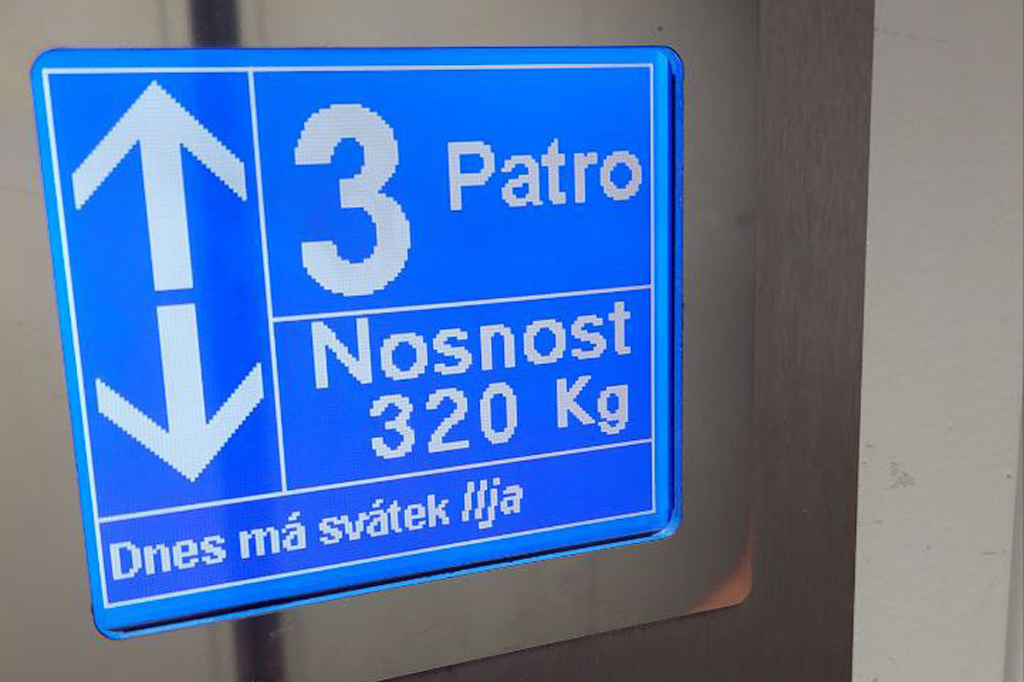 3 Patro
Nosnost
320 Kg
Dnes má svátek Ilja